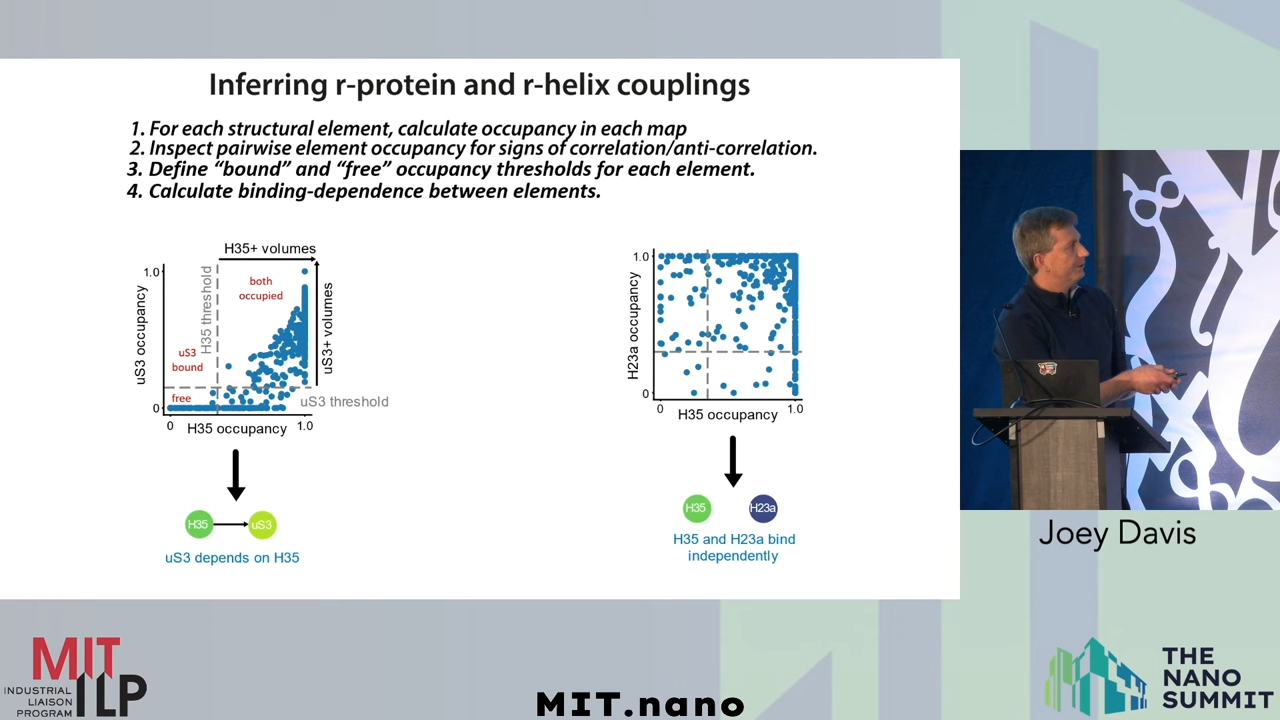 Inferring r-protein and r-helix couplings
1. For each structural element, calculate occupancy in each map
2. Inspect pairwise element occupancy for signs of correlation/anti-correlation.
3. Define “bound” and “free” occupancy thresholds for each element.
4. Calculate binding-dependence between elements.
H35+ volumes
1.0
both
occupied
H35 threshold
uS3+ volumes
uS3 occupancy
uS3
bound
free
uS3 threshold
0
0
H35 occupancy
1.0
H35
uS3
uS3 depends on H35
1.0
H23a occupancy
0
0
1.0
H35 occupancy
H35
H23a
H35 and H23a bind
independently
Joey Davis
MIT
ILP
INDUSTRIAL
LIAISON
PROGRAM
MIT.nano
THE
NANO
SUMMIT